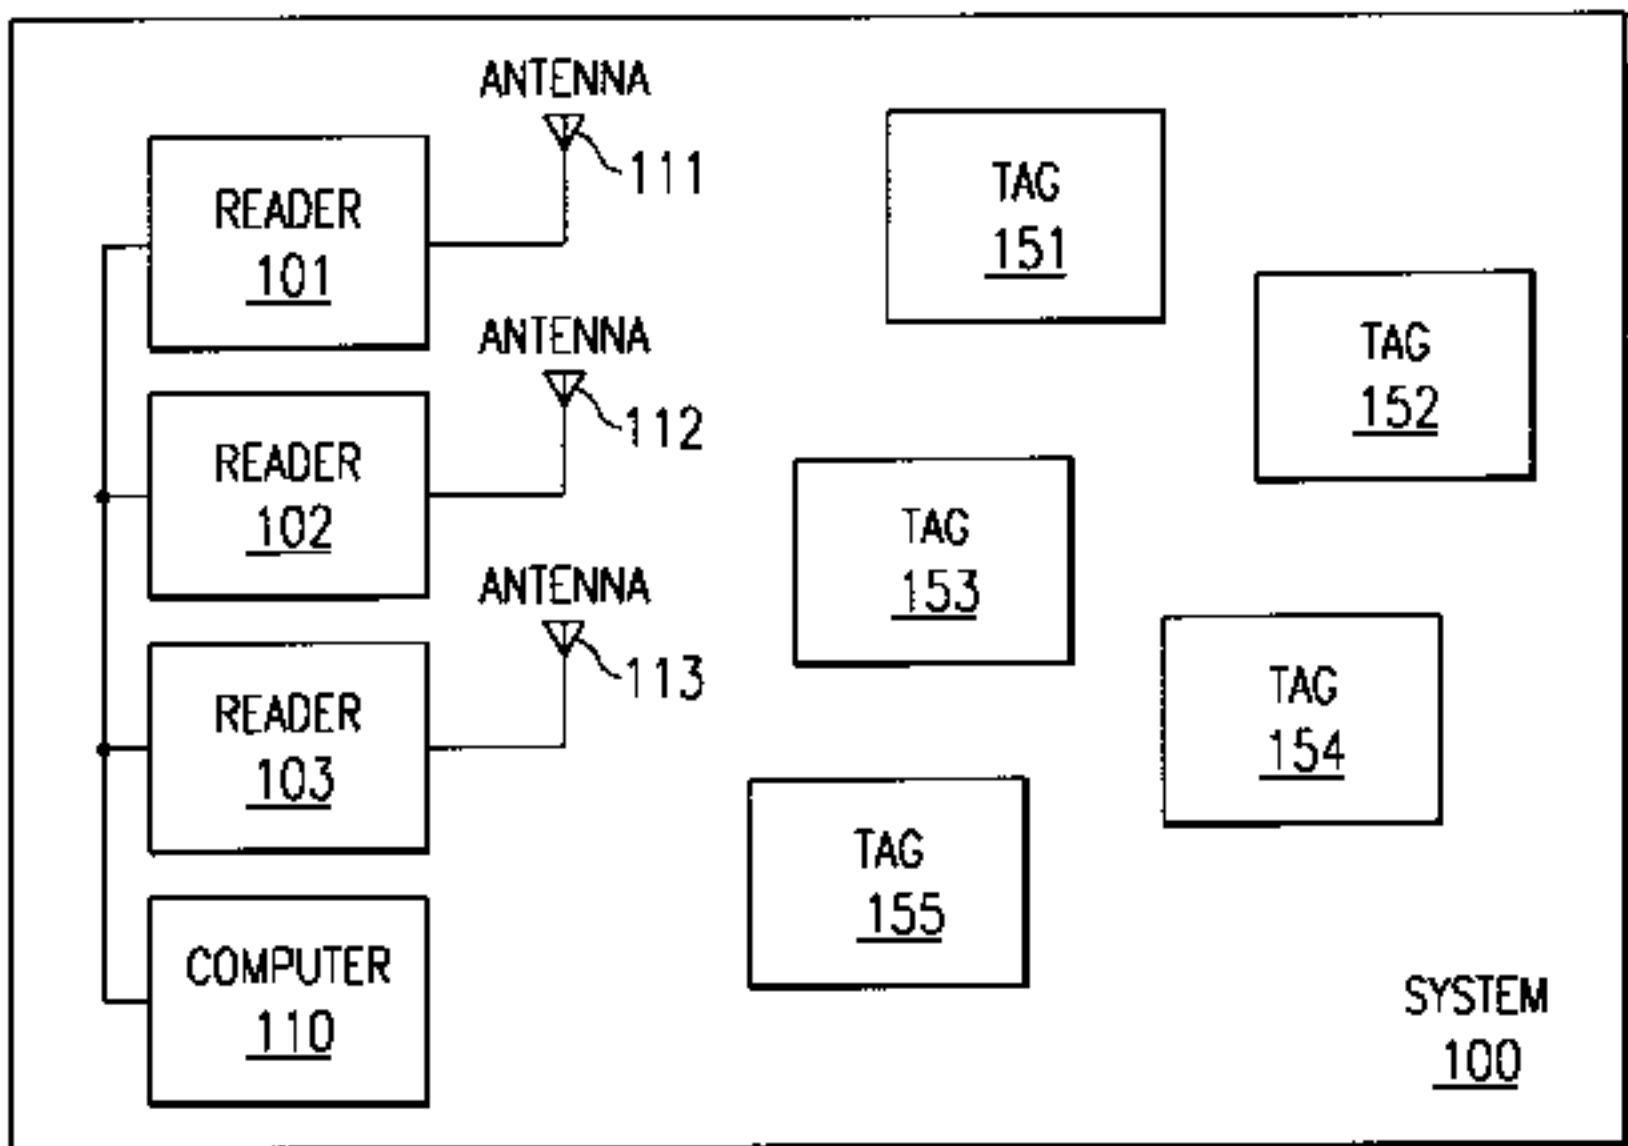 ANTENNA
111
READER
101
ANTENNA
112
READER
102
ANTENNA
113
READER
103
COMPUTER
110
TAG
151
TAG
152
TAG
153
TAG
154
TAG
155
SYSTEM
100